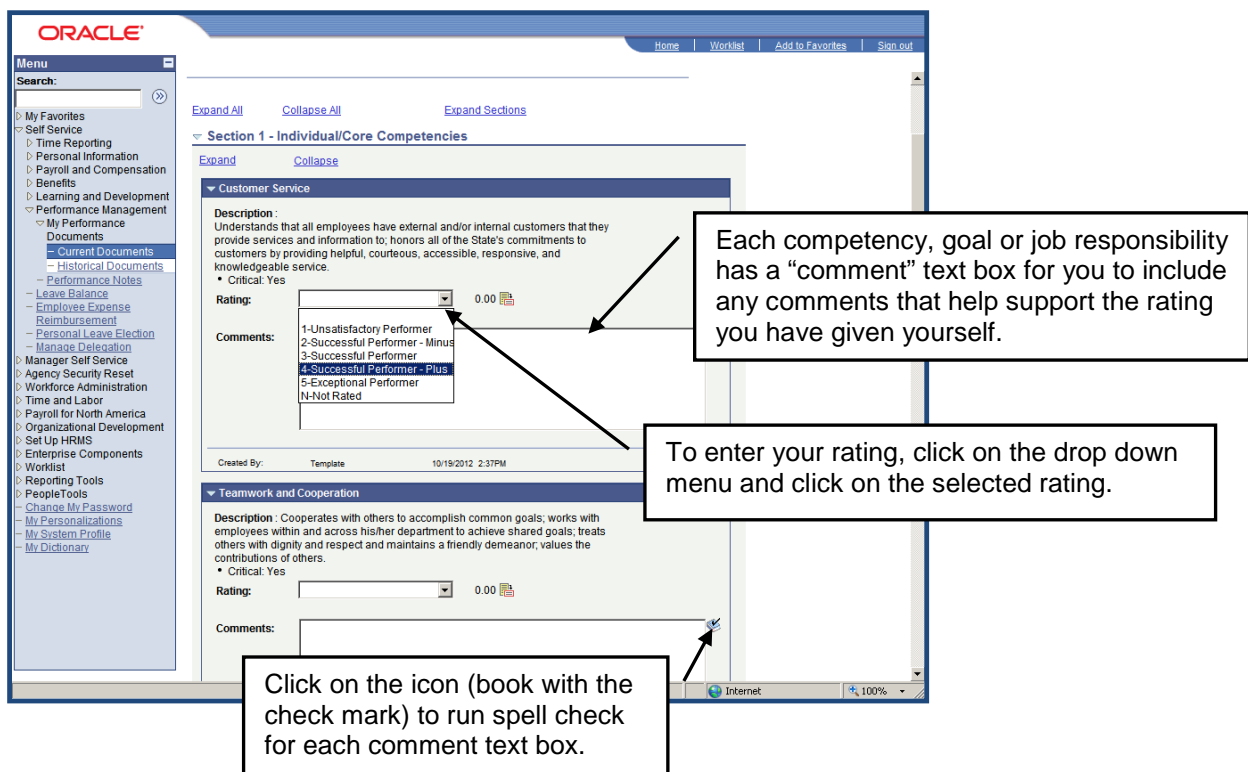 ORACLE®
Home | Worklist | Add to Favorites | Sign out
Menu
Search:
My Favorites
Self Service
Time Reporting
Personal Information
Payroll and Compensation
Benefits
Learning and Development
Performance Management
My Performance
Documents
– Current Documents
– Historical Documents
– Performance Notes
– Leave Balance
– Employee Expense
Reimbursement
– Personal Leave Election
– Manage Delegation
Manager Self Service
Agency Security Reset
Workforce Administration
Time and Labor
Payroll for North America
Organizational Development
Set Up HRMS
Enterprise Components
Worklist
Reporting Tools
PeopleTools
– Change My Password
– My Personalizations
– My System Profile
– My Dictionary
Expand All Collapse All Expand Sections
Section 1 - Individual/Core Competencies
Expand Collapse
Customer Service
Description :
Understands that all employees have external and/or internal customers that they
provide services and information to; honors all of the State's commitments to
customers by providing helpful, courteous, accessible, responsive, and
knowledgeable service.
• Critical: Yes
Rating: 0.00
1-Unsatisfactory Performer
2-Successful Performer - Minus
3-Successful Performer
4-Successful Performer - Plus
5-Exceptional Performer
N-Not Rated
Comments:
Created By: Template 10/19/2012 2:37PM
Teamwork and Cooperation
Description : Cooperates with others to accomplish common goals; works with
employees within and across his/her department to achieve shared goals; treats
others with dignity and respect and maintains a friendly demeanor; values the
contributions of others.
• Critical: Yes
Rating: 0.00
Comments:
Internet 100%
Each competency, goal or job responsibility
has a “comment” text box for you to include
any comments that help support the rating
you have given yourself.
To enter your rating, click on the drop down
menu and click on the selected rating.
Click on the icon (book with the
check mark) to run spell check
for each comment text box.